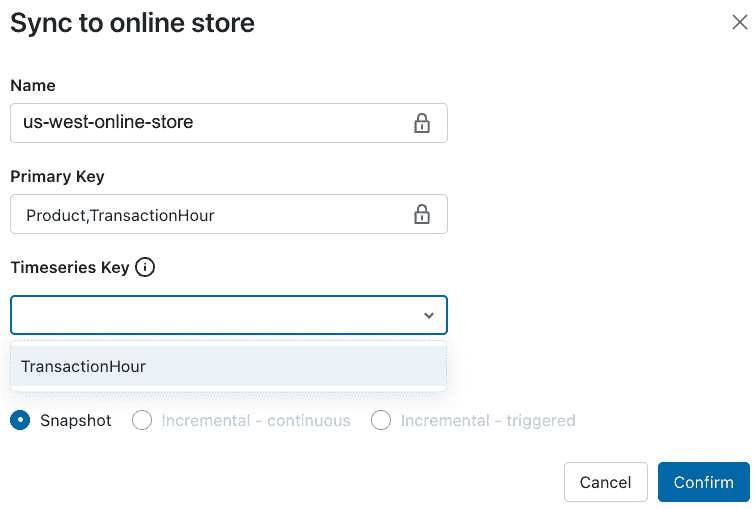 Sync to online store
Name
us-west-online-store
Primary Key
Product,TransactionHour
Timeseries Key
TransactionHour
Snapshot Incremental - continuous Incremental - triggered
Cancel Confirm